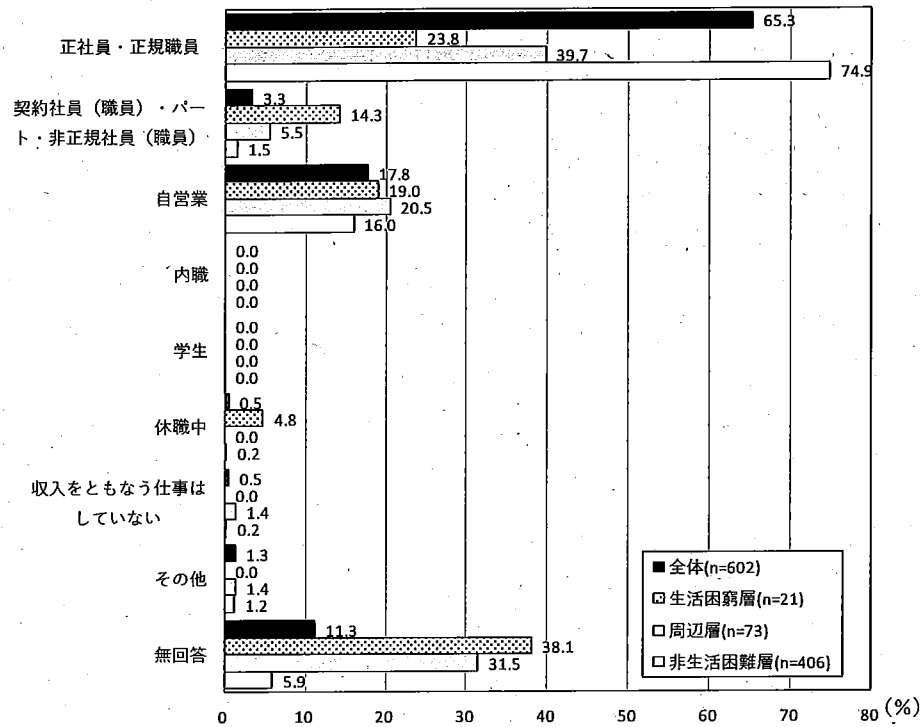 正社員・正規職員
65.3
23.8
39.7
74.9
契約社員（職員）・パー
ト・非正規社員（職員）
3.3
14.3
5.5
1.5
自営業
17.8
19.0
20.5
16.0
内職
0.0
0.0
0.0
0.0
学生
0.0
0.0
0.0
0.0
休職中
0.5
4.8
0.0
0.2
収入をともなう仕事は
していない
0.5
0.0
1.4
0.2
その他
1.3
0.0
1.4
1.2
無回答
11.3
38.1
31.5
5.9
全体(n=602)
生活困窮層(n=21)
周辺層(n=73)
非生活困難層(n=406)
0 10 20 30 40 50 60 70 80 (%)